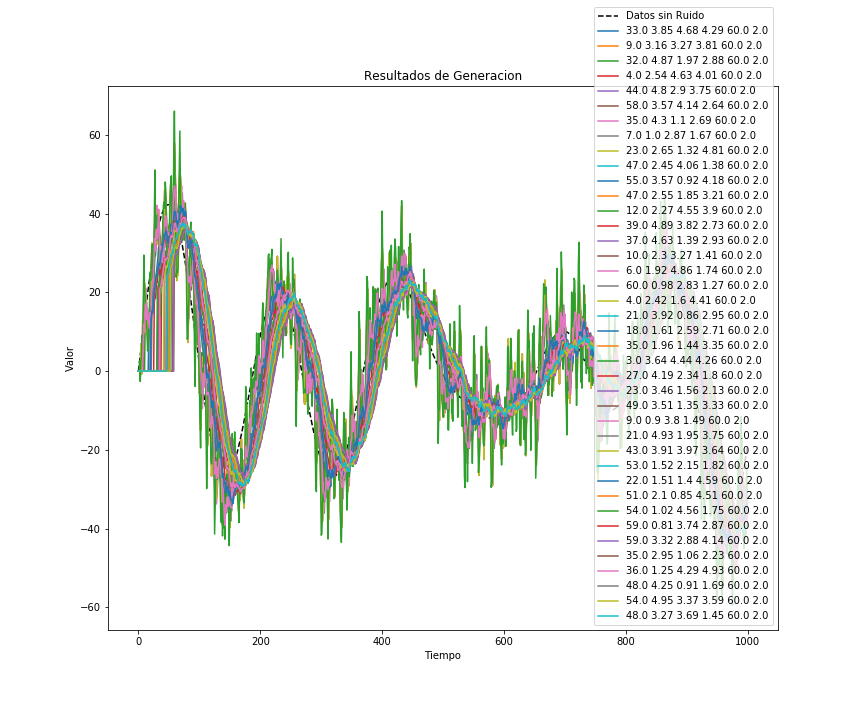 Datos sin Ruido
33.0 3.85 4.68 4.29 60.0 2.0
9.0 3.16 3.27 3.81 60.0 2.0
32.0 4.87 1.97 2.88 60.0 2.0
4.0 2.54 4.63 4.01 60.0 2.0
44.0 4.8 2.9 3.75 60.0 2.0
58.0 3.57 4.14 2.64 60.0 2.0
35.0 4.3 1.1 2.69 60.0 2.0
7.0 1.0 2.87 1.67 60.0 2.0
23.0 2.65 1.32 4.81 60.0 2.0
47.0 2.45 4.06 1.38 60.0 2.0
55.0 3.57 0.92 4.18 60.0 2.0
47.0 2.55 1.85 3.21 60.0 2.0
12.0 2.27 4.55 3.9 60.0 2.0
39.0 4.89 3.82 2.73 60.0 2.0
37.0 4.63 1.39 2.93 60.0 2.0
10.0 2.3 3.27 1.41 60.0 2.0
6.0 1.92 4.86 1.74 60.0 2.0
60.0 0.98 2.83 1.27 60.0 2.0
4.0 2.42 1.6 4.41 60.0 2.0
21.0 3.92 0.86 2.95 60.0 2.0
18.0 1.61 2.59 2.71 60.0 2.0
35.0 1.96 1.44 3.35 60.0 2.0
3.0 3.64 4.44 4.26 60.0 2.0
27.0 4.19 2.34 1.8 60.0 2.0
23.0 3.46 1.56 2.13 60.0 2.0
49.0 3.51 1.35 3.33 60.0 2.0
9.0 0.9 3.8 1.49 60.0 2.0
21.0 4.93 1.95 3.75 60.0 2.0
43.0 3.91 3.97 3.64 60.0 2.0
53.0 1.52 2.15 1.82 60.0 2.0
22.0 1.51 1.4 4.59 60.0 2.0
51.0 2.1 0.85 4.51 60.0 2.0
54.0 1.02 4.56 1.75 60.0 2.0
59.0 0.81 3.74 2.87 60.0 2.0
59.0 3.32 2.88 4.14 60.0 2.0
35.0 2.95 1.06 2.23 60.0 2.0
36.0 1.25 4.29 4.93 60.0 2.0
48.0 4.25 0.91 1.69 60.0 2.0
54.0 4.95 3.37 3.59 60.0 2.0
48.0 3.27 3.69 1.45 60.0 2.0
Resultados de Generacion
60
40
20
0
−20
−40
−60
Valor
0
200
400
600
800
1000
Tiempo